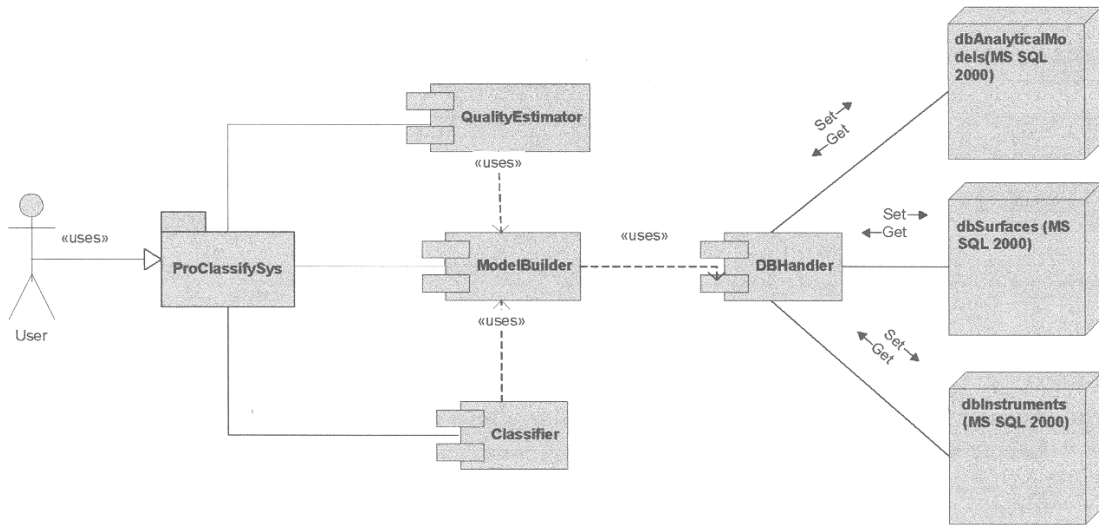 dbAnalyticalMo
dels(MS SQL
2000)
QualityEstimator
Set
Get
«uses»
«uses»
ProClassifySys
ModelBuilder
«uses»
DBHandler
Set
Get
dbSurfaces (MS
SQL 2000)
User
«uses»
Set
Get
Classifier
dbInstruments
(MS SQL 2000)